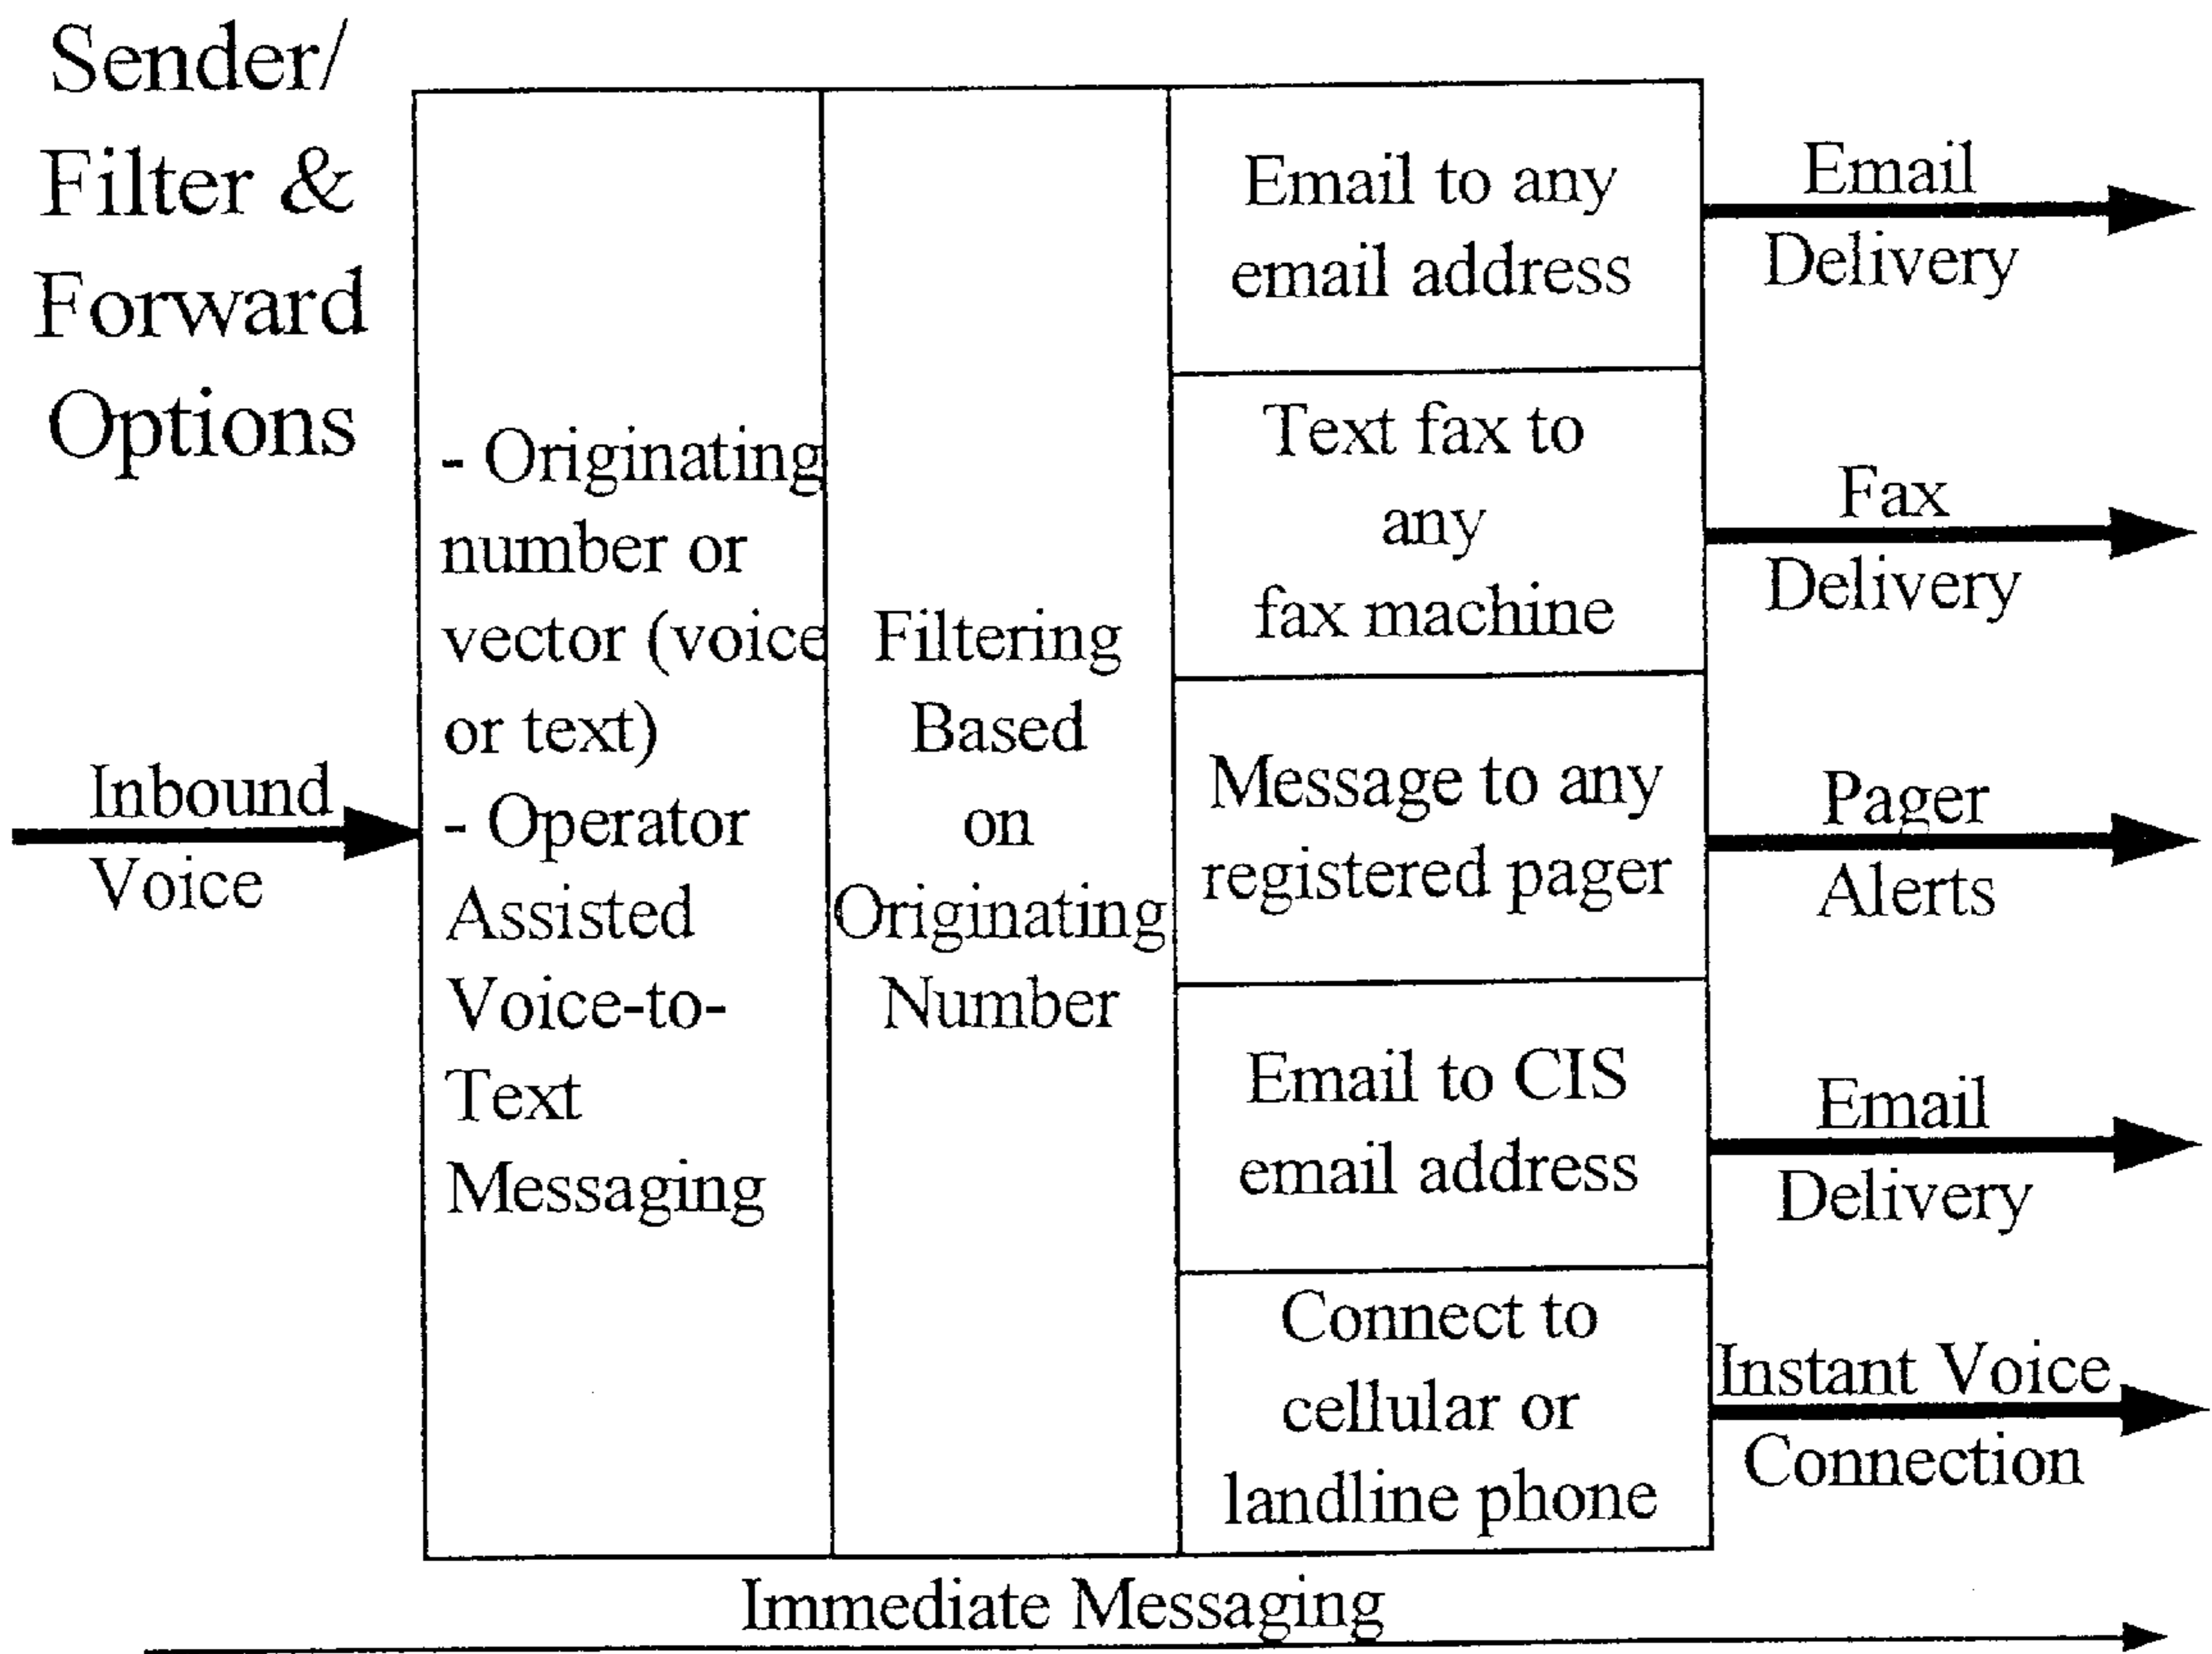 Sender/
Filter &
Forward
Options
Inbound
Voice
- Originating
number or
vector (voice
or text)
- Operator
Assisted
Voice-to-
Text
Messaging
Filtering
Based
on
Originating
Number
Email to any
email address
Text fax to
any
fax machine
Message to any
registered pager
Email to CIS
email address
Connect to
cellular or
landline phone
Email
Delivery
Fax
Delivery
Pager
Alerts
Email
Delivery
Instant Voice
Connection
Immediate Messaging